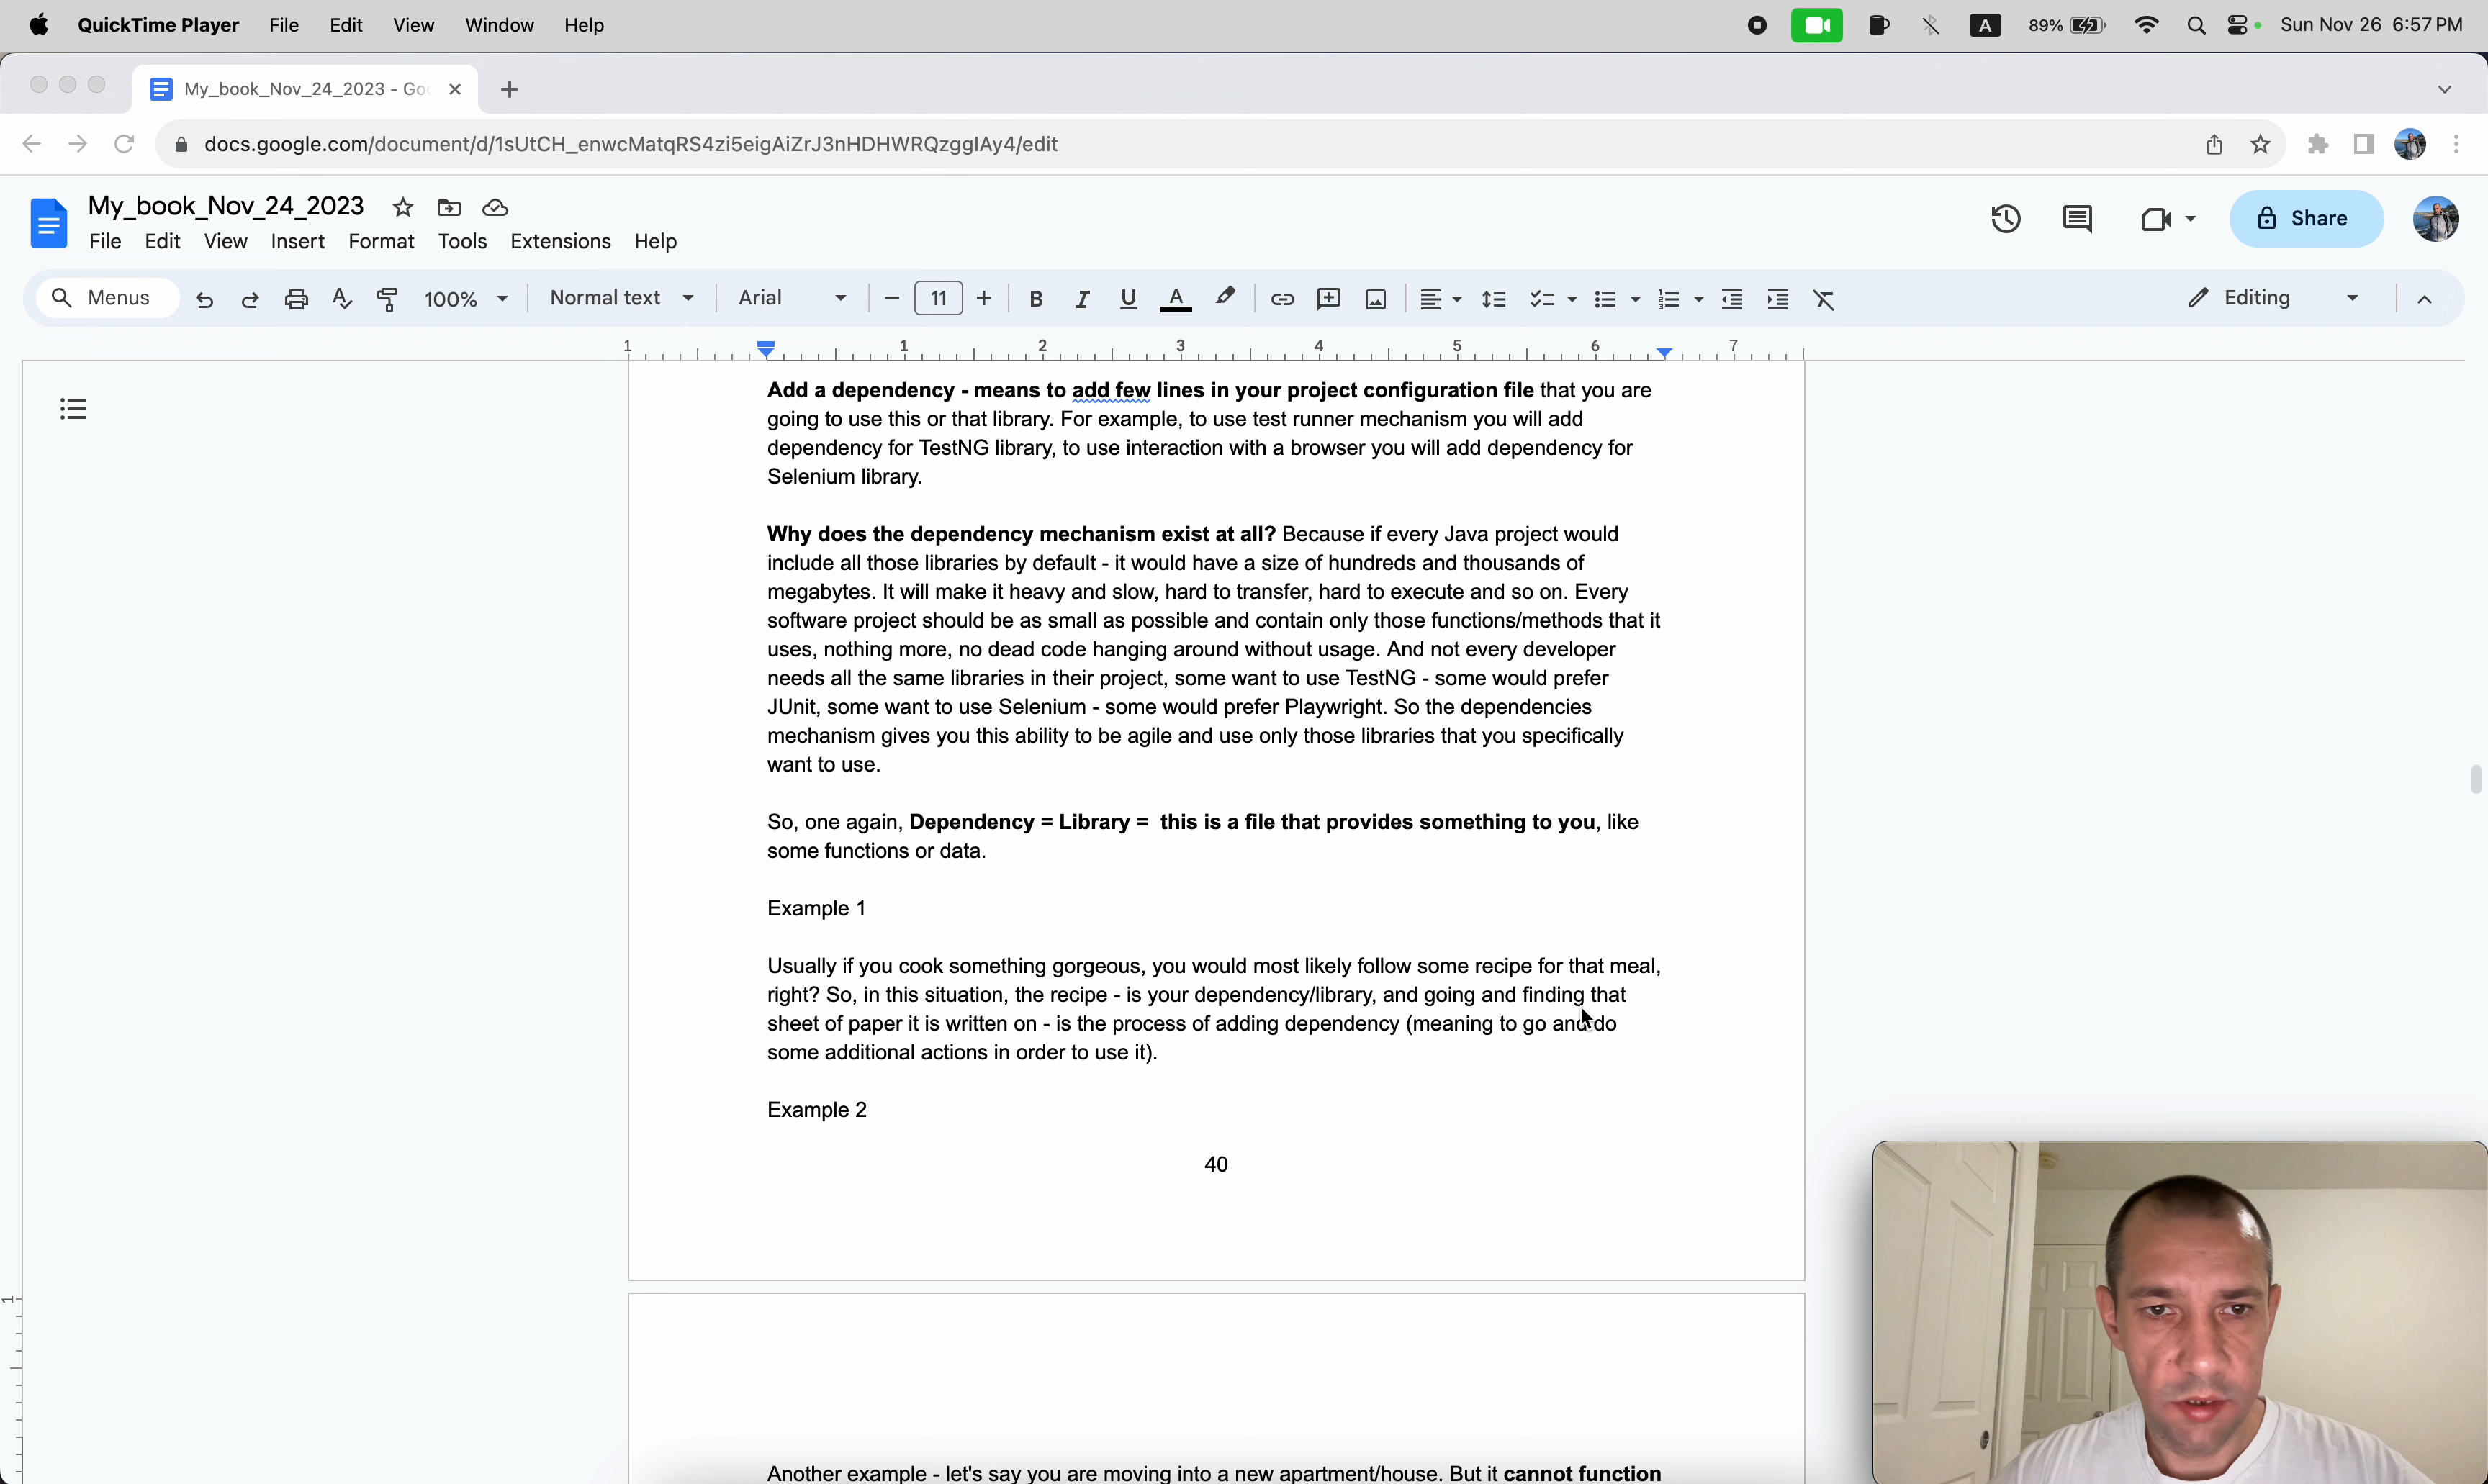 QuickTime Player File Edit View Window Help A 89% Sun Nov 26 6:57 PM
My_book_Nov_24_2023 - Goo
docs.google.com/document/d/1sUtCH_enwcMatqRS4zi5eigAiZrJ3nHDHWRQzgglAy4/edit
My_book_Nov_24_2023
File Edit View Insert Format Tools Extensions Help
Share
Menus 100% Normal text Arial 11 B I U A Editing
1 1 2 3 4 5 6 7
Add a dependency - means to add few lines in your project configuration file that you are
going to use this or that library. For example, to use test runner mechanism you will add
dependency for TestNG library, to use interaction with a browser you will add dependency for
Selenium library.
Why does the dependency mechanism exist at all? Because if every Java project would
include all those libraries by default - it would have a size of hundreds and thousands of
megabytes. It will make it heavy and slow, hard to transfer, hard to execute and so on. Every
software project should be as small as possible and contain only those functions/methods that it
uses, nothing more, no dead code hanging around without usage. And not every developer
needs all the same libraries in their project, some want to use TestNG - some would prefer
JUnit, some want to use Selenium - some would prefer Playwright. So the dependencies
mechanism gives you this ability to be agile and use only those libraries that you specifically
want to use.
So, one again, Dependency = Library =  this is a file that provides something to you, like
some functions or data.
Example 1
Usually if you cook something gorgeous, you would most likely follow some recipe for that meal,
right? So, in this situation, the recipe - is your dependency/library, and going and finding that
sheet of paper it is written on - is the process of adding dependency (meaning to go and do
some additional actions in order to use it).
Example 2
40
1
Another example - let's say you are moving into a new apartment/house. But it cannot function